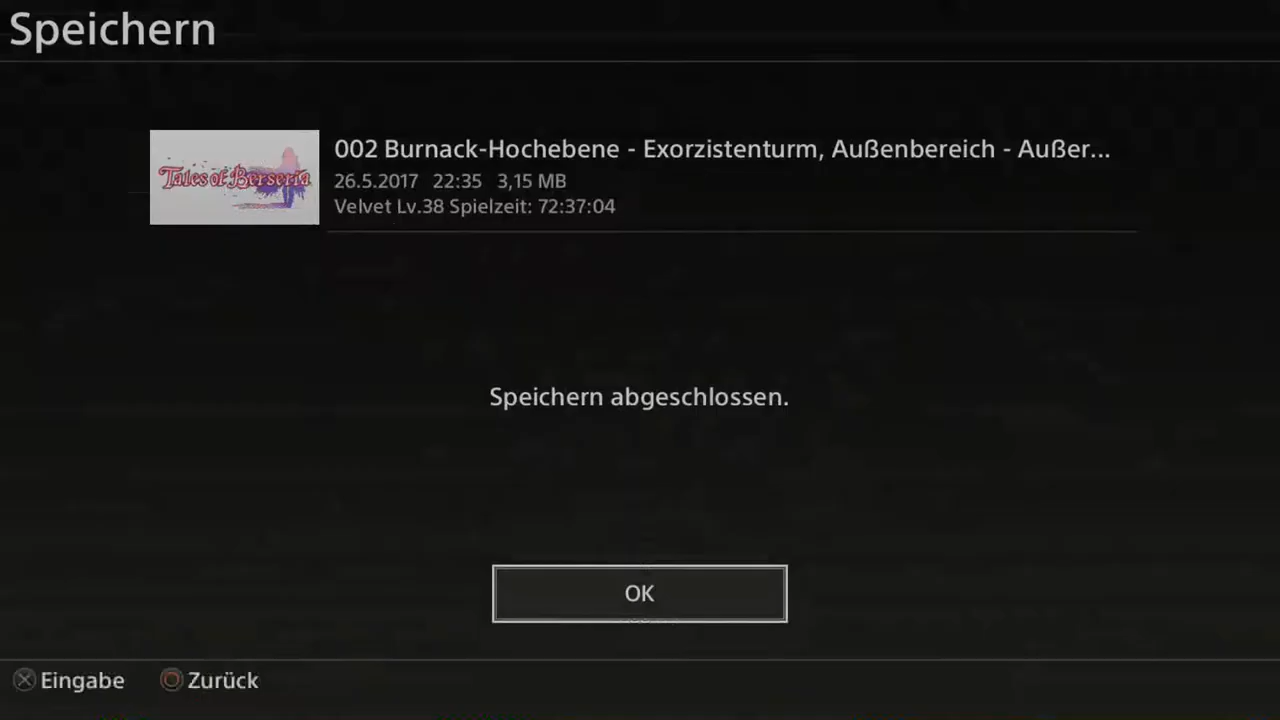 Speichern
Tales of Berseria
002 Burnack-Hochebene - Exorzistenturm, Außenbereich - Außer...
26.5.2017 22:35 3,15 MB
Velvet Lv.38 Spielzeit: 72:37:04
Speichern abgeschlossen.
OK
Eingabe Zurück